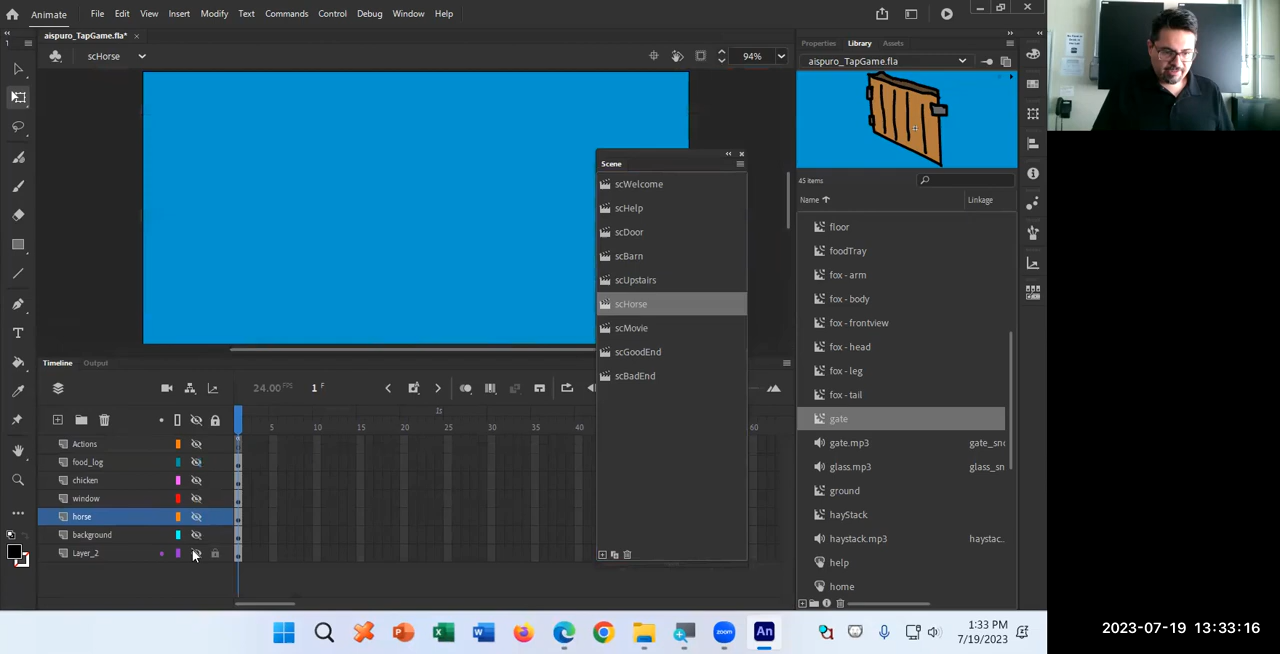 Animate
File Edit View Insert Modify Text Commands Control Debug Window Help
aispuro_TapGame.fla* ×
scHorse
94%
Properties Library Assets
aispuro_TapGame.fla
45 items
Name Linkage
floor
foodTray
fox - arm
fox - body
fox - frontview
fox - head
fox - leg
fox - tail
gate
gate.mp3 gate_snd
glass.mp3 glass_sn
ground
hayStack
haystack.mp3 haystac..
help
home
Scene
scWelcome
scHelp
scDoor
scBarn
scUpstairs
scHorse
scMovie
scGoodEnd
scBadEnd
Timeline Output
24.00 FPS 1 F
1s
5 10 15 20 25 30 35 40 60
Actions
food_log
chicken
window
horse
background
Layer_2
1:33 PM
7/19/2023
2023-07-19 13:33:16